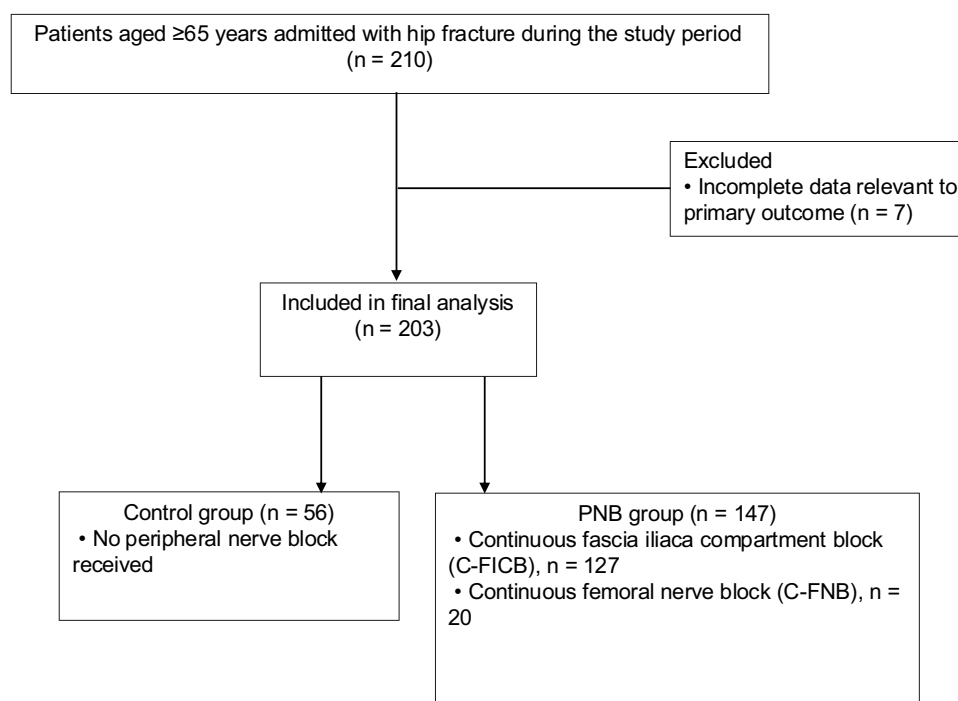 Patients aged ≥65 years admitted with hip fracture during the study period
(n = 210)
Excluded
• Incomplete data relevant to
primary outcome (n = 7)
Included in final analysis
(n = 203)
Control group (n = 56)
• No peripheral nerve block
received
PNB group (n = 147)
• Continuous fascia iliaca compartment block
(C-FICB), n = 127
• Continuous femoral nerve block (C-FNB), n =
20